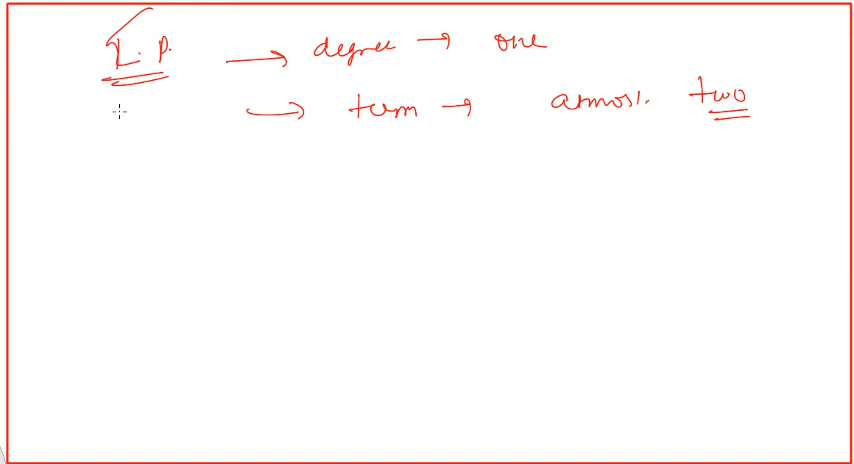 L. P. → degree → one
→ term → atmost. two